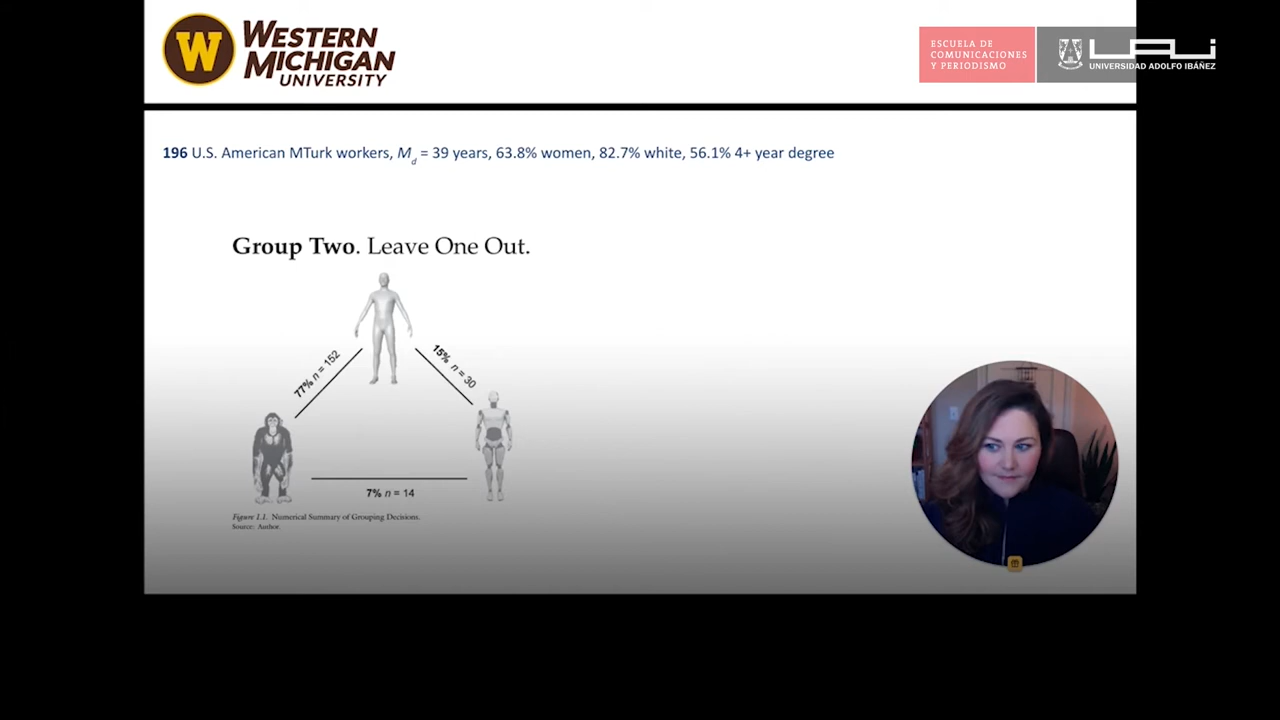 W
WESTERN
MICHIGAN
UNIVERSITY
ESCUELA DE
COMUNICACIONES
Y PERIODISMO
UAI
UNIVERSIDAD ADOLFO IBÁÑEZ
196 U.S. American MTurk workers, Md = 39 years, 63.8% women, 82.7% white, 56.1% 4+ year degree
Group Two. Leave One Out.
77% n = 152
15% n = 30
7% n = 14
Figure 1.1. Numerical Summary of Grouping Decisions.
Source: Author.